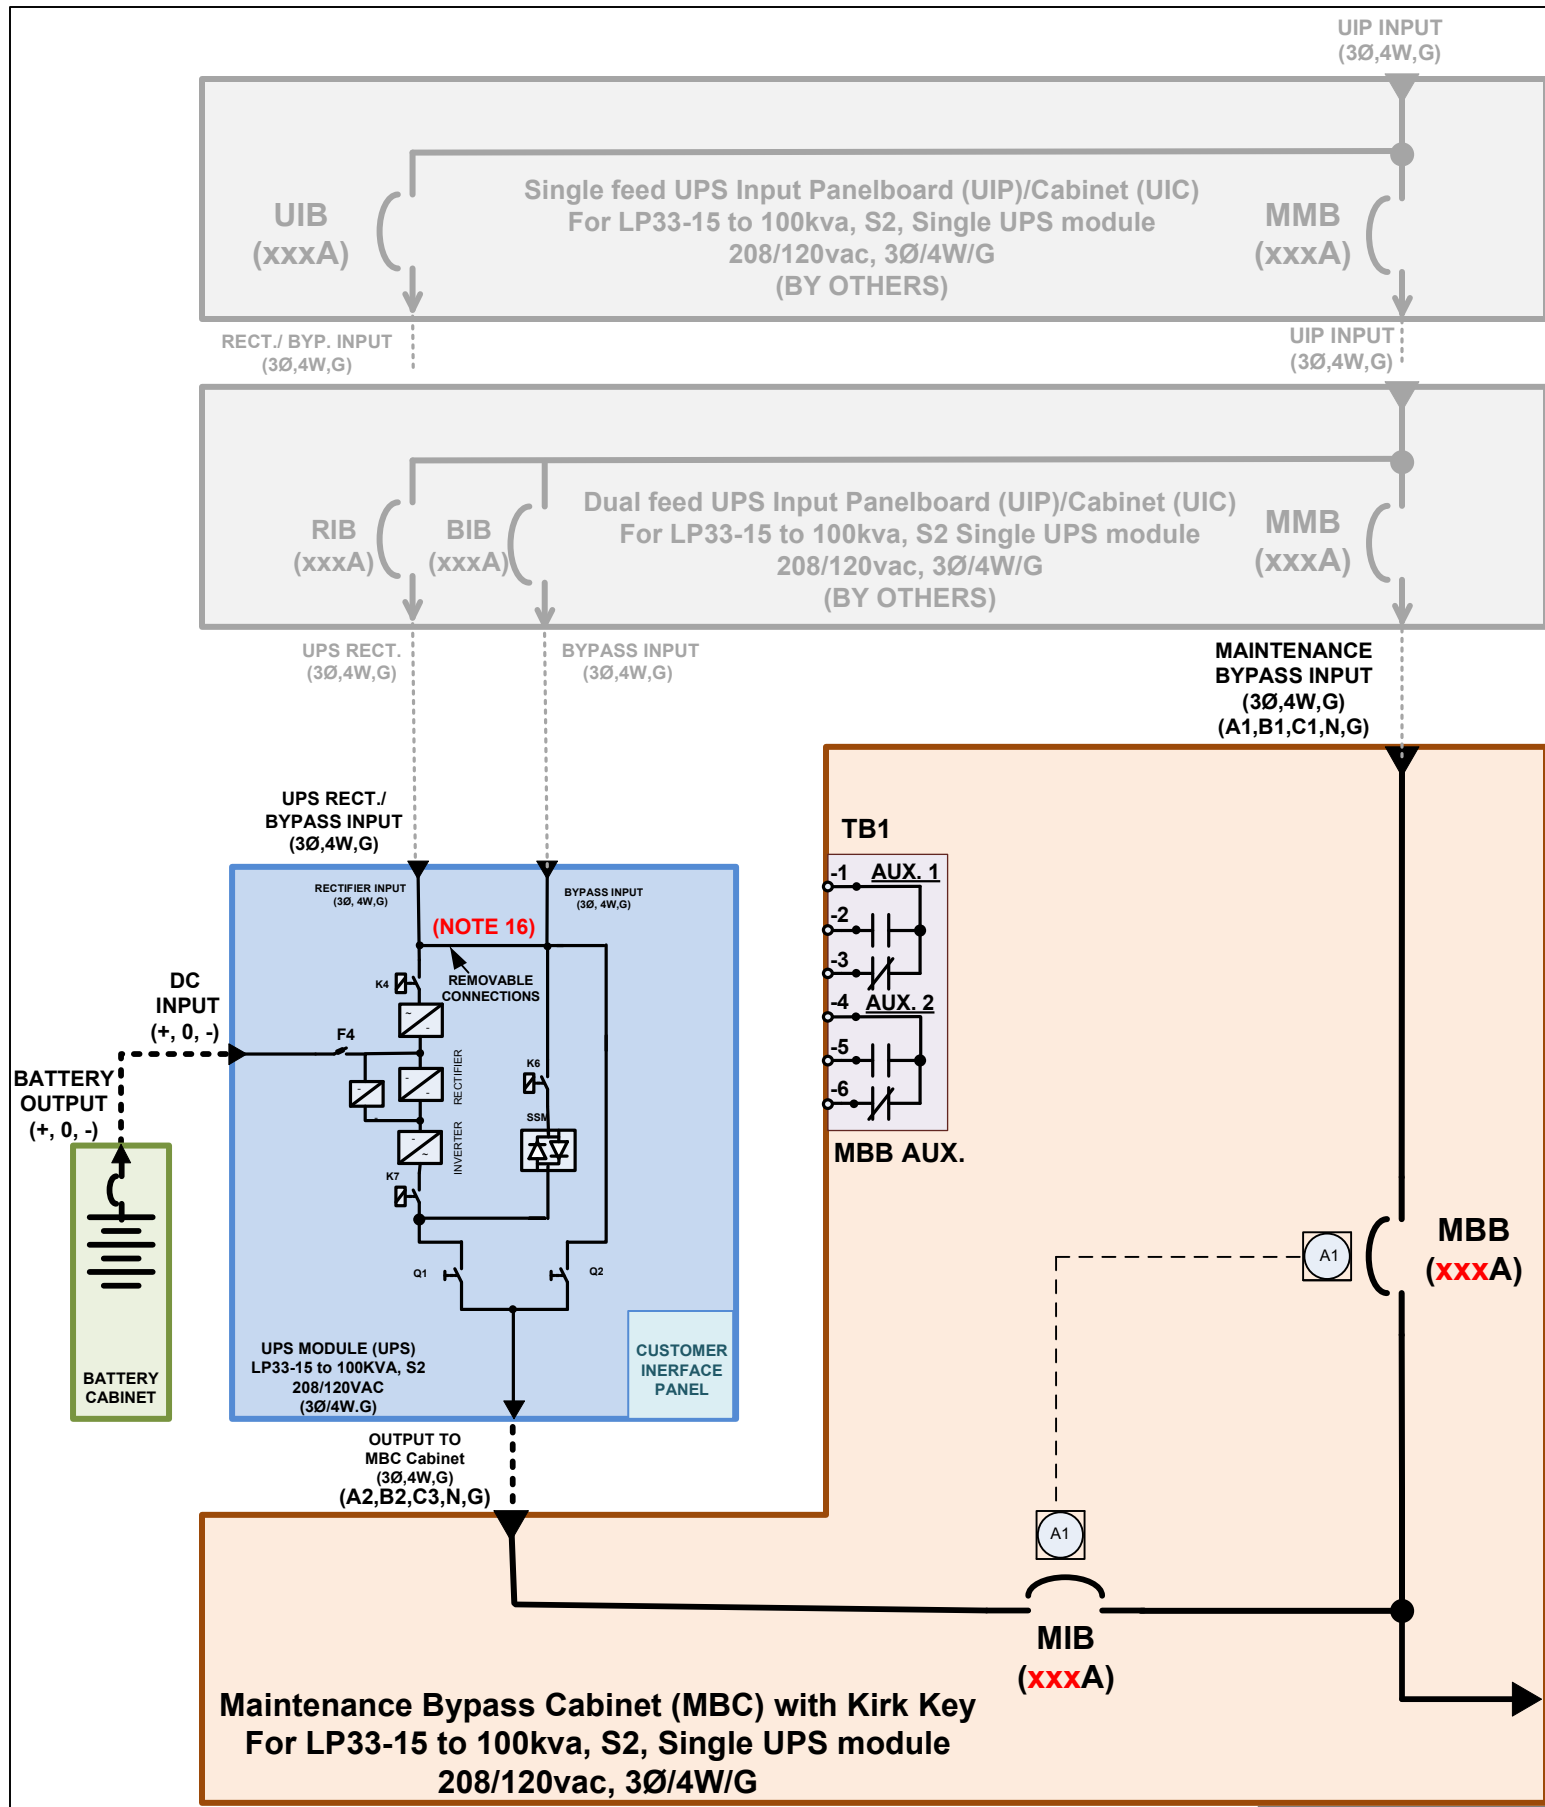 UIP INPUT
(3Ø,4W,G)
Single feed UPS Input Panelboard (UIP)/Cabinet (UIC)
For LP33-15 to 100kva, S2, Single UPS module
208/120vac, 3Ø/4W/G
(BY OTHERS)
UIB
(xxxA)
MMB
(xxxA)
RECT./ BYP. INPUT
(3Ø,4W,G)
UIP INPUT
(3Ø,4W,G)
Dual feed UPS Input Panelboard (UIP)/Cabinet (UIC)
For LP33-15 to 100kva, S2 Single UPS module
208/120vac, 3Ø/4W/G
(BY OTHERS)
RIB
(xxxA)
BIB
(xxxA)
MMB
(xxxA)
UPS RECT.
(3Ø,4W,G)
BYPASS INPUT
(3Ø,4W,G)
MAINTENANCE
BYPASS INPUT
(3Ø,4W,G)
(A1,B1,C1,N,G)
UPS RECT./
BYPASS INPUT
(3Ø,4W,G)
RECTIFIER INPUT
(3Ø, 4W,G)
BYPASS INPUT
(3Ø, 4W,G)
(NOTE 16)
REMOVABLE
CONNECTIONS
K4
DC
INPUT
(+, 0, -)
F4
RECTIFIER
K6
SSM
INVERTER
K7
Q1
Q2
BATTERY
OUTPUT
(+, 0, -)
BATTERY
CABINET
UPS MODULE (UPS)
LP33-15 to 100KVA, S2
208/120VAC
(3Ø/4W.G)
CUSTOMER
INERFACE
PANEL
TB1
-1 AUX. 1
-2
-3
-4 AUX. 2
-5
-6
MBB AUX.
A1
MBB
(xxxA)
OUTPUT TO
MBC Cabinet
(3Ø,4W,G)
(A2,B2,C3,N,G)
A1
MIB
(xxxA)
Maintenance Bypass Cabinet (MBC) with Kirk Key
For LP33-15 to 100kva, S2, Single UPS module
208/120vac, 3Ø/4W/G